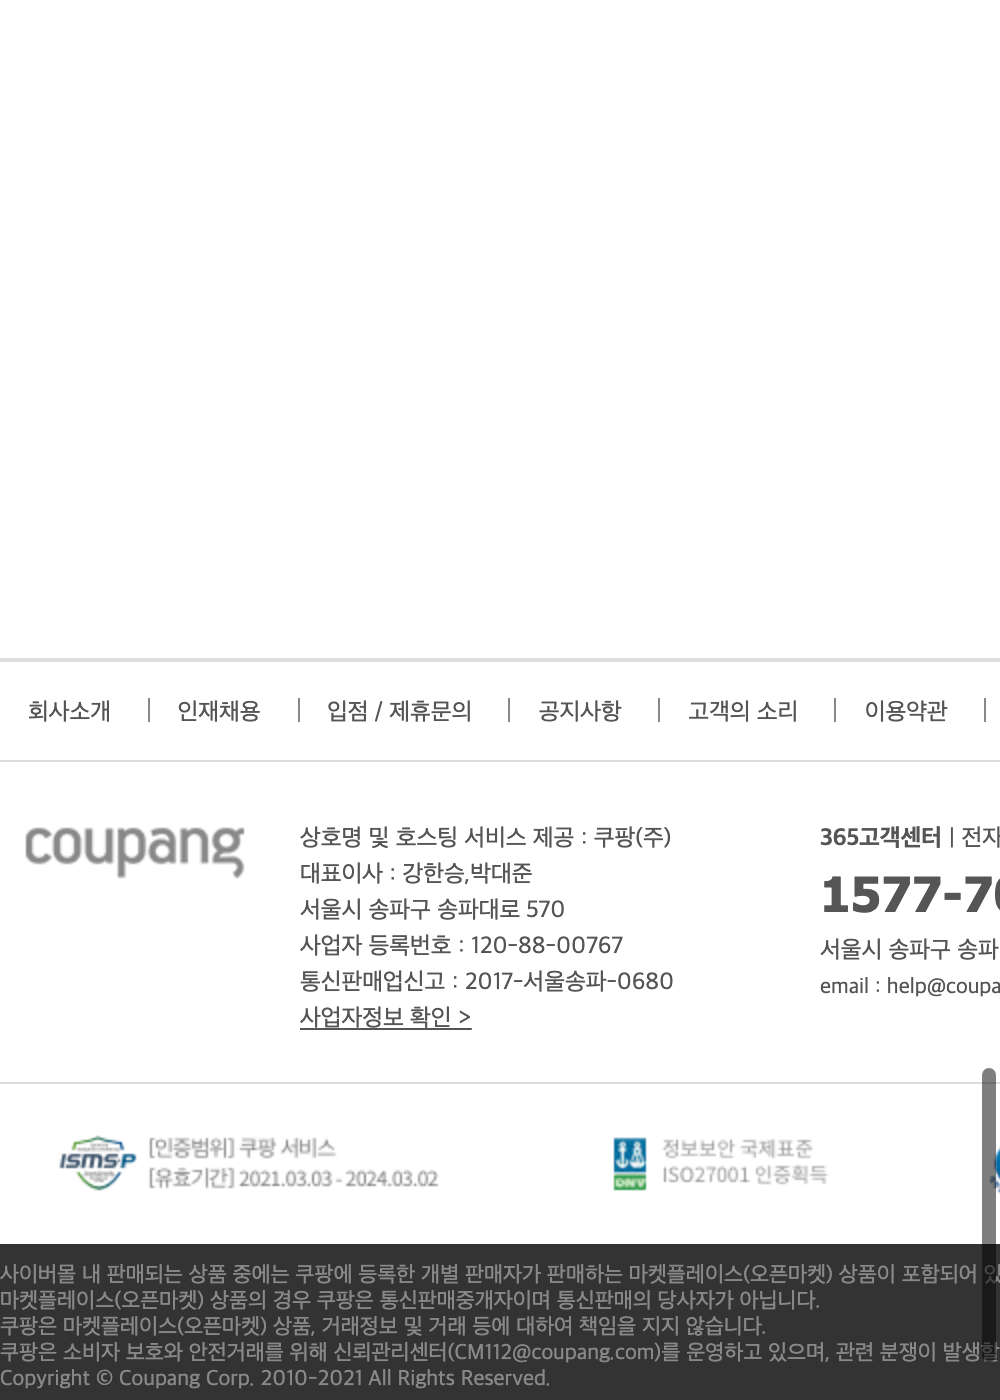 회사소개 | 인재채용 | 입점 / 제휴문의 | 공지사항 | 고객의 소리 | 이용약관 |
coupang
상호명 및 호스팅 서비스 제공 : 쿠팡(주)
대표이사 : 강한승,박대준
서울시 송파구 송파대로 570
사업자 등록번호 : 120-88-00767
통신판매업신고 : 2017-서울송파-0680
사업자정보 확인 >
365고객센터 | 전자
1577-70
서울시 송파구 송파
email : help@coupa
ISMS-P
[인증범위] 쿠팡 서비스
[유효기간] 2021.03.03 - 2024.03.02
DNV
정보보안 국제표준
ISO27001 인증획득
사이버몰 내 판매되는 상품 중에는 쿠팡에 등록한 개별 판매자가 판매하는 마켓플레이스(오픈마켓) 상품이 포함되어 있
마켓플레이스(오픈마켓) 상품의 경우 쿠팡은 통신판매중개자이며 통신판매의 당사자가 아닙니다.
쿠팡은 마켓플레이스(오픈마켓) 상품, 거래정보 및 거래 등에 대하여 책임을 지지 않습니다.
쿠팡은 소비자 보호와 안전거래를 위해 신뢰관리센터(CM112@coupang.com)를 운영하고 있으며, 관련 분쟁이 발생할
Copyright © Coupang Corp. 2010-2021 All Rights Reserved.